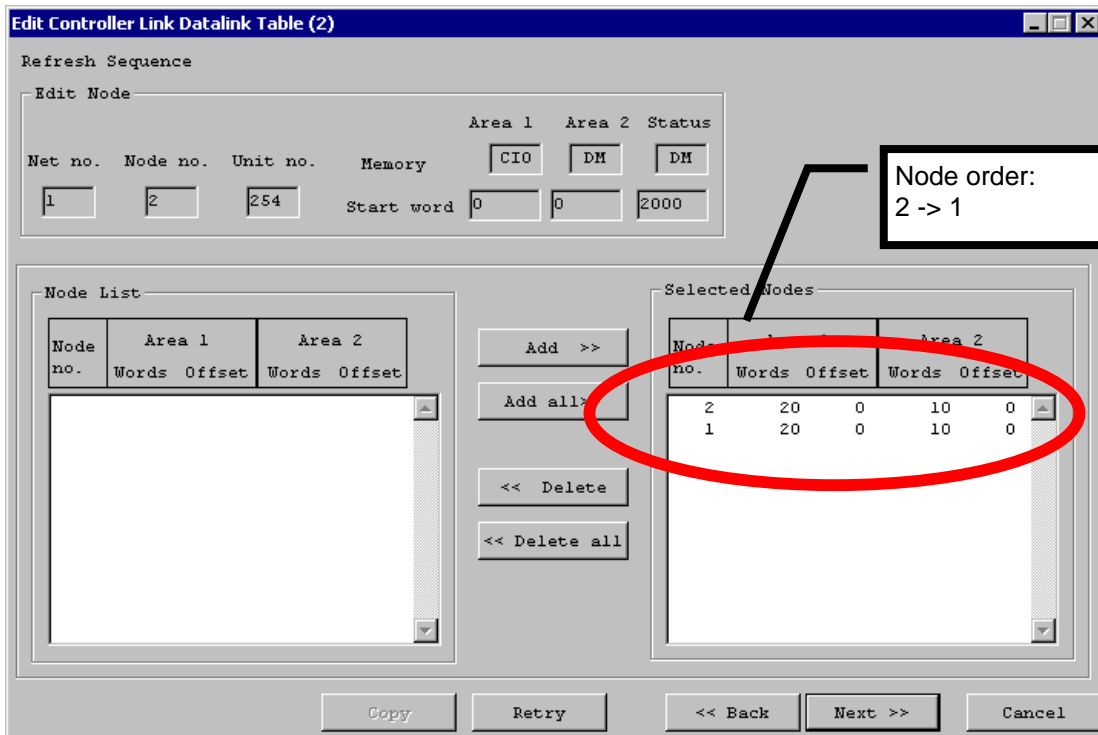 Edit Controller Link Datalink Table (2)
Refresh Sequence
Edit Node
Area 1 Area 2 Status
Net no. Node no. Unit no. Memory CIO DM DM
1 2 254 Start word 0 0 2000
Node order:
2 -> 1
Node List
Node no. Area 1 Area 2
Words Offset Words Offset
Add >>
Add all>
<< Delete
<< Delete all
Selected Nodes
Node no. Area 2
Words Offset Words Offset
2 20 0 10 0
1 20 0 10 0
Copy Retry << Back Next >> Cancel